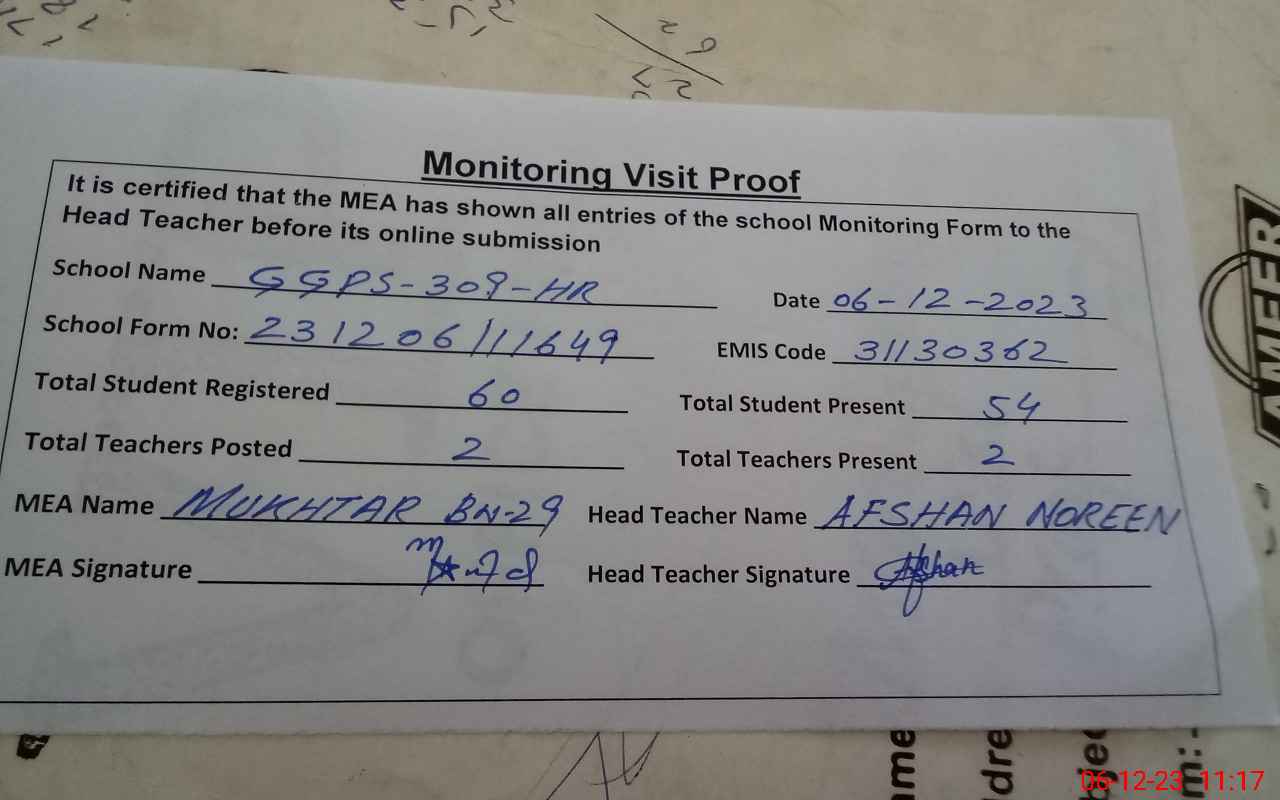 Monitoring Visit Proof
It is certified that the MEA has shown all entries of the school Monitoring Form to the
Head Teacher before its online submission
School Name GGPS-309-HR Date 06-12-2023
School Form No: 231206/11649 EMIS Code 31130362
Total Student Registered 60 Total Student Present 54
Total Teachers Posted 2 Total Teachers Present 2
MEA Name MUKHTAR BN-29 Head Teacher Name AFSHAN NOREEN
MEA Signature Head Teacher Signature Afshan
AMEER
06-12-23 11:17